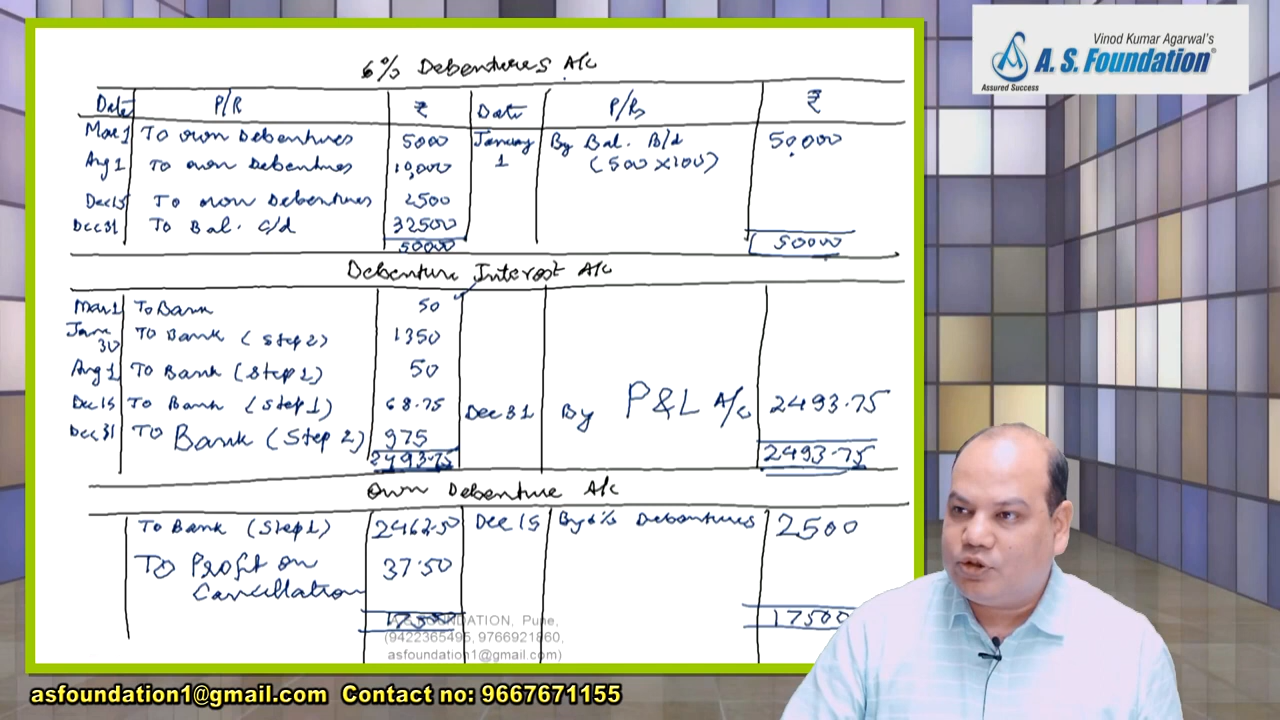 Vinod Kumar Agarwal's
A. S. Foundation®
Assured Success
6% Debentures A/c
Date P/R ₹ Date P/Rs ₹
Mar 1 To own Debentures 5000 January 1 By Bal. B/d 50,000
(500 x 100)
Aug 1 To own Debentures 10,000
Dec 15 To own Debentures 2500
Dec 31 To Bal. c/d 32500
50000 50000
Debenture Interest A/c
Mar 1 To Bank 50
June 30 To Bank (Step 2) 1350
Aug 1 To Bank (Step 1) 50
Dec 15 To Bank (Step 1) 68.75 Dec 31 By P&L A/c 2493.75
Dec 31 To Bank (Step 2) 975
2493.75 2493.75
Own Debenture A/c
To Bank (Step 1) 2462.50 Dec 15 By 6% Debentures 2500
To Profit on 37.50
Cancellation
17500 17500
A.S FOUNDATION, Pune,
(9422365495, 9766921860,
asfoundation1@gmail.com)
asfoundation1@gmail.com Contact no: 9667671155